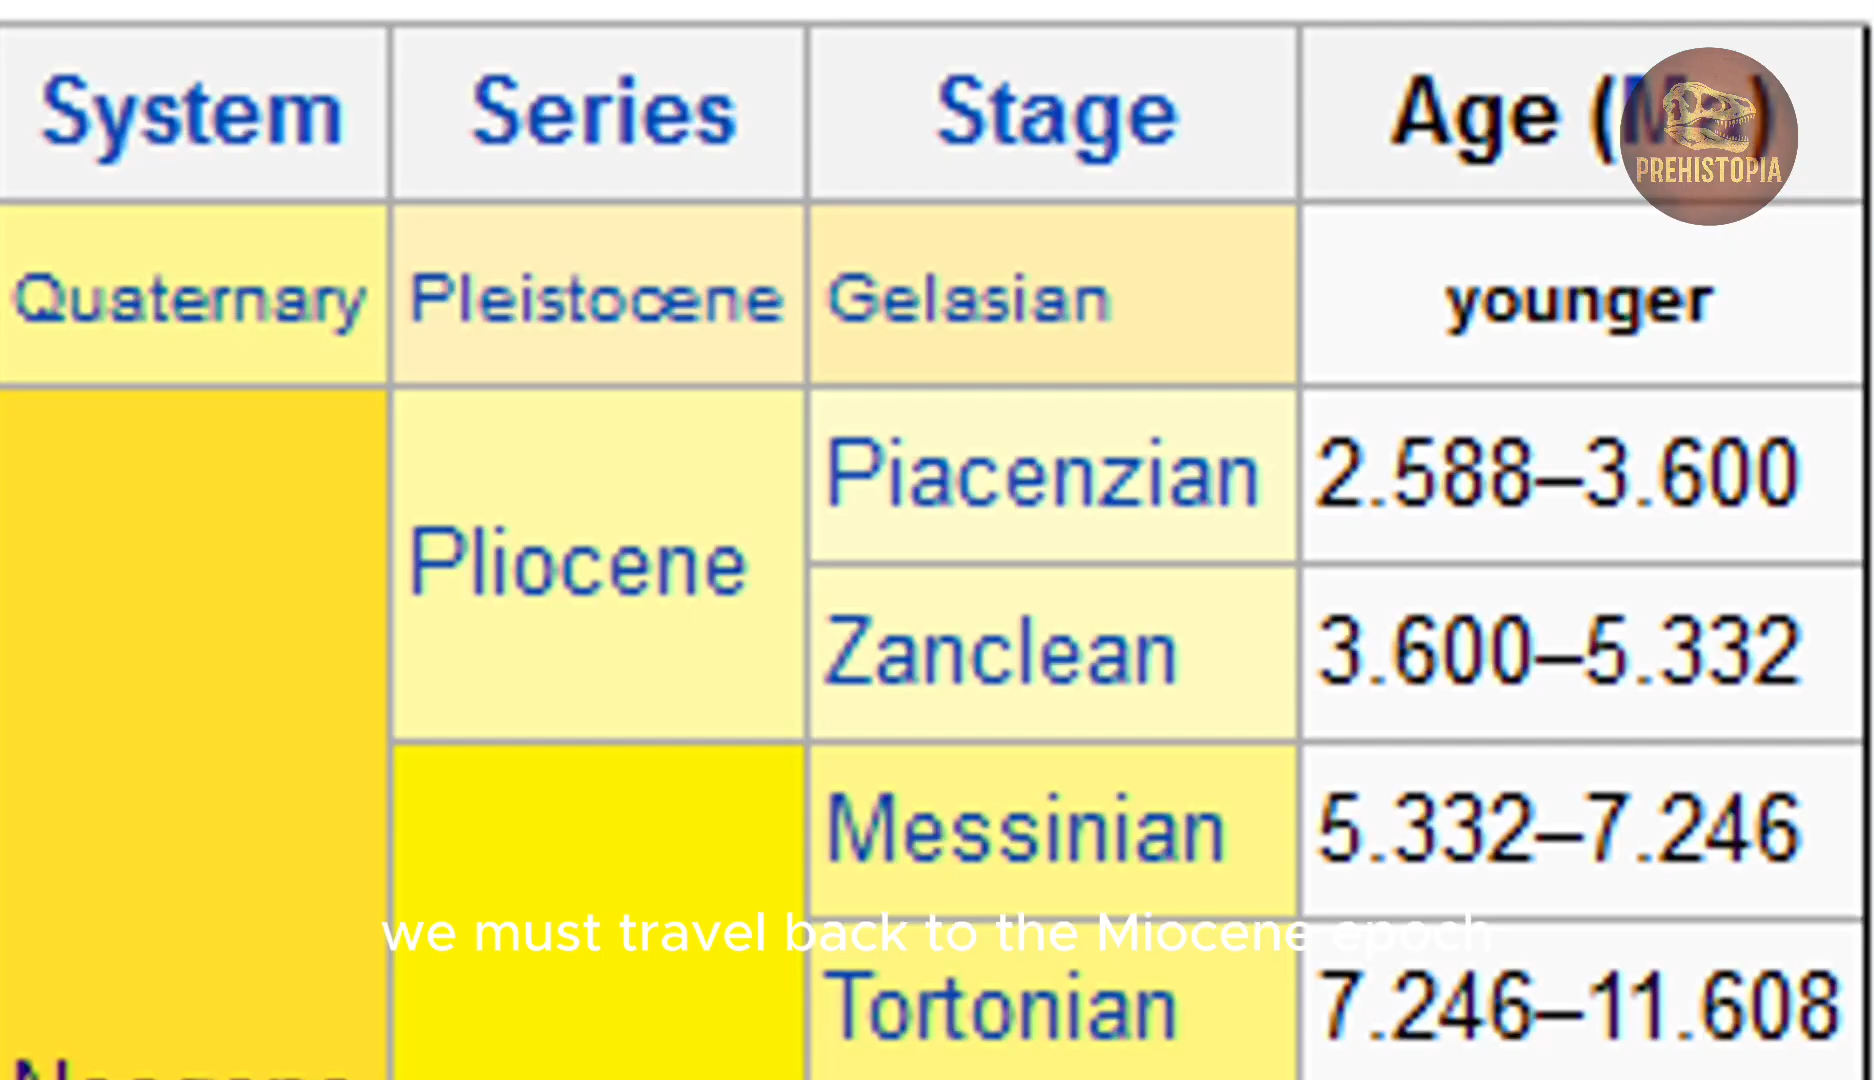 System Series Stage Age (Ma)
PREHISTOPIA
Quaternary Pleistocene Gelasian younger
Pliocene Piacenzian 2.588–3.600
Zanclean 3.600–5.332
Messinian 5.332–7.246
we must travel back to the Miocene epoch
Tortonian 7.246–11.608
Neogene